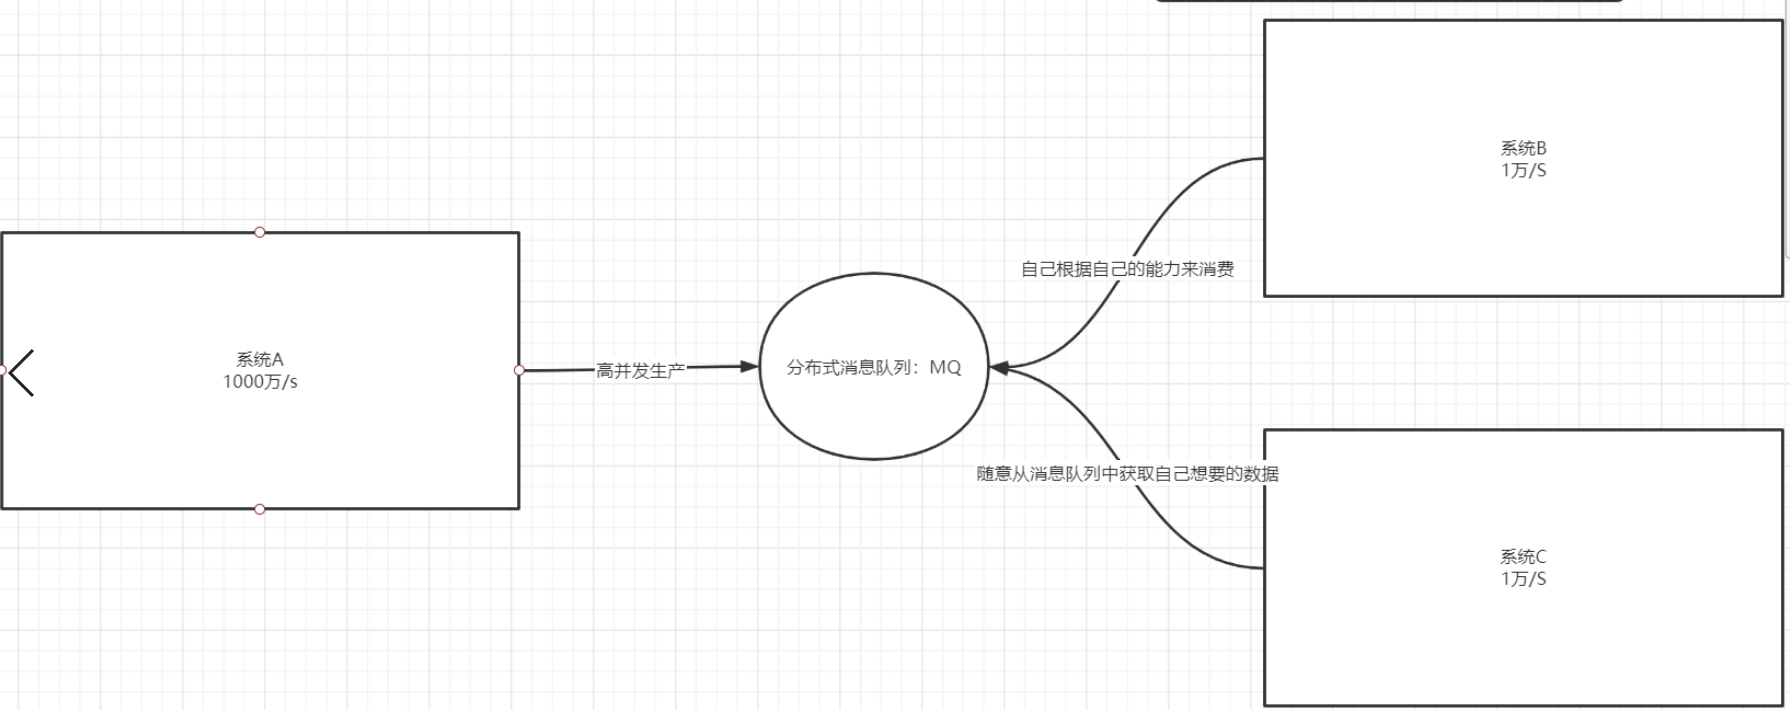 系统A
1000万/s
高并发生产
分布式消息队列：MQ
自己根据自己的能力来消费
随意从消息队列中获取自己想要的数据
系统B
1万/S
系统C
1万/S